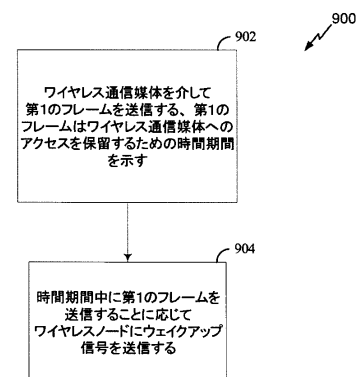 900
902
ワイヤレス通信媒体を介して
第1のフレームを送信する、第1の
フレームはワイヤレス通信媒体への
アクセスを保留するための時間期間
を示す
904
時間期間中に第1のフレームを
送信することに応じて
ワイヤレスノードにウェイクアップ
信号を送信する